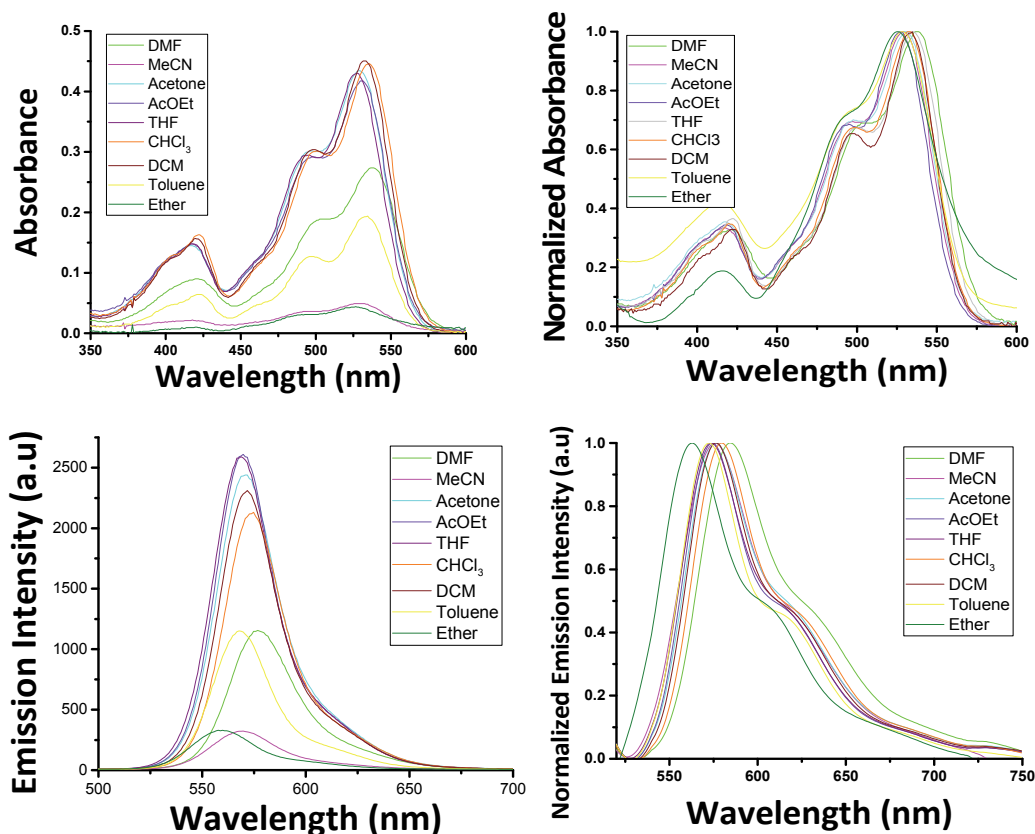 Absorbance
0.5
0.4
0.3
0.2
0.1
0.0
DMF
MeCN
Acetone
AcOEt
THF
CHCl₃
DCM
Toluene
Ether
350 400 450 500 550 600
Wavelength (nm)
Normalized Absorbance
1.0
0.8
0.6
0.4
0.2
0.0
DMF
MeCN
Acetone
AcOEt
THF
CHCl3
DCM
Toluene
Ether
350 400 450 500 550 600
Wavelength (nm)
Emission Intensity (a.u)
2500
2000
1500
1000
500
0
DMF
MeCN
Acetone
AcOEt
THF
CHCl₃
DCM
Toluene
Ether
500 550 600 650 700
Wavelength (nm)
Normalized Emission Intensity (a.u)
1.0
0.8
0.6
0.4
0.2
0.0
DMF
MeCN
Acetone
AcOEt
THF
CHCl₃
DCM
Toluene
Ether
550 600 650 700 750
Wavelength (nm)